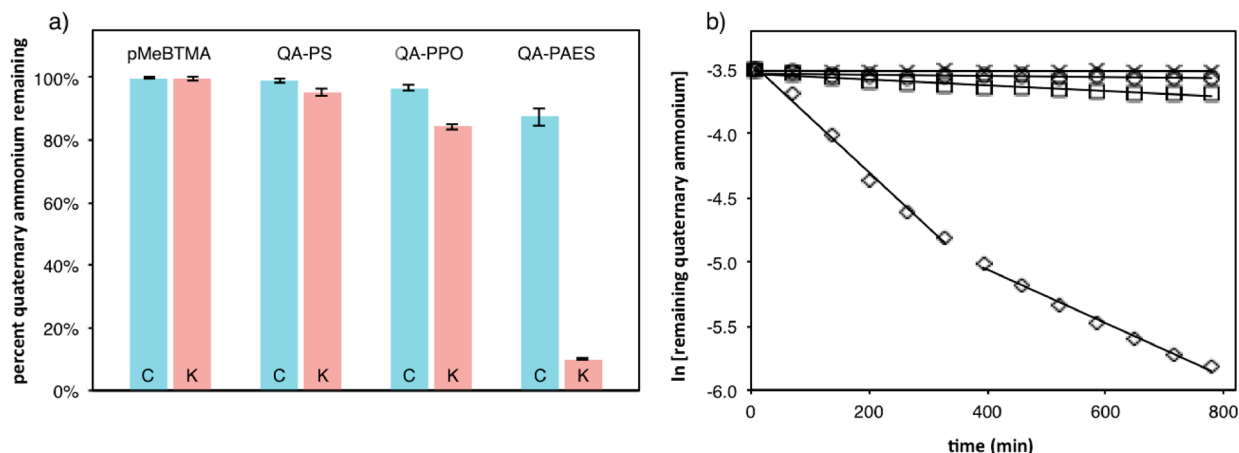 a)
pMeBTMA QA-PS QA-PPO QA-PAES
percent quaternary ammonium remaining
100%
80%
60%
40%
20%
0%
C K C K C K C K
b)
ln [remaining quaternary ammonium]
-3.5
-4.0
-4.5
-5.0
-5.5
-6.0
0 200 400 600 800
time (min)